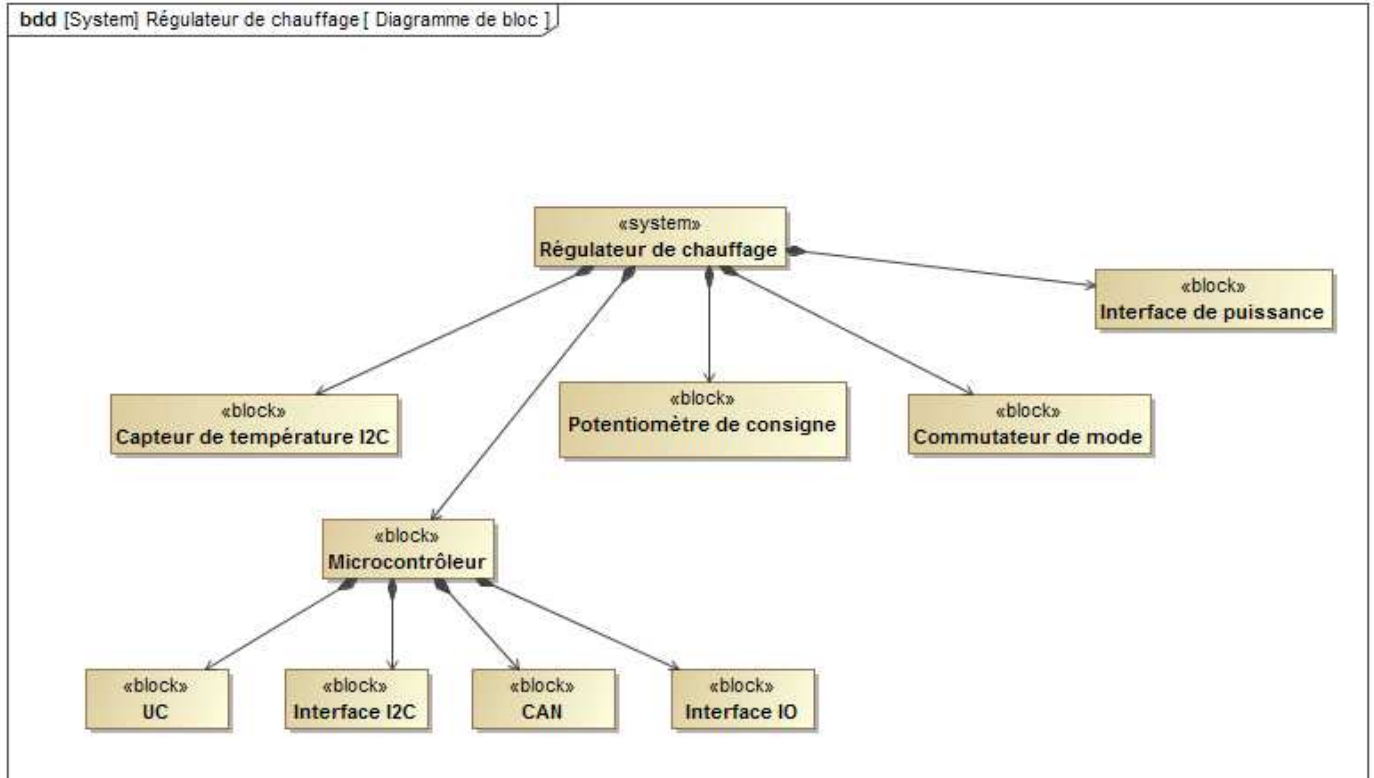 bdd [System] Régulateur de chauffage [ Diagramme de bloc ]
«system»
Régulateur de chauffage
«block»
Interface de puissance
«block»
Capteur de température I2C
«block»
Potentiomètre de consigne
«block»
Commutateur de mode
«block»
Microcontrôleur
«block»
UC
«block»
Interface I2C
«block»
CAN
«block»
Interface IO